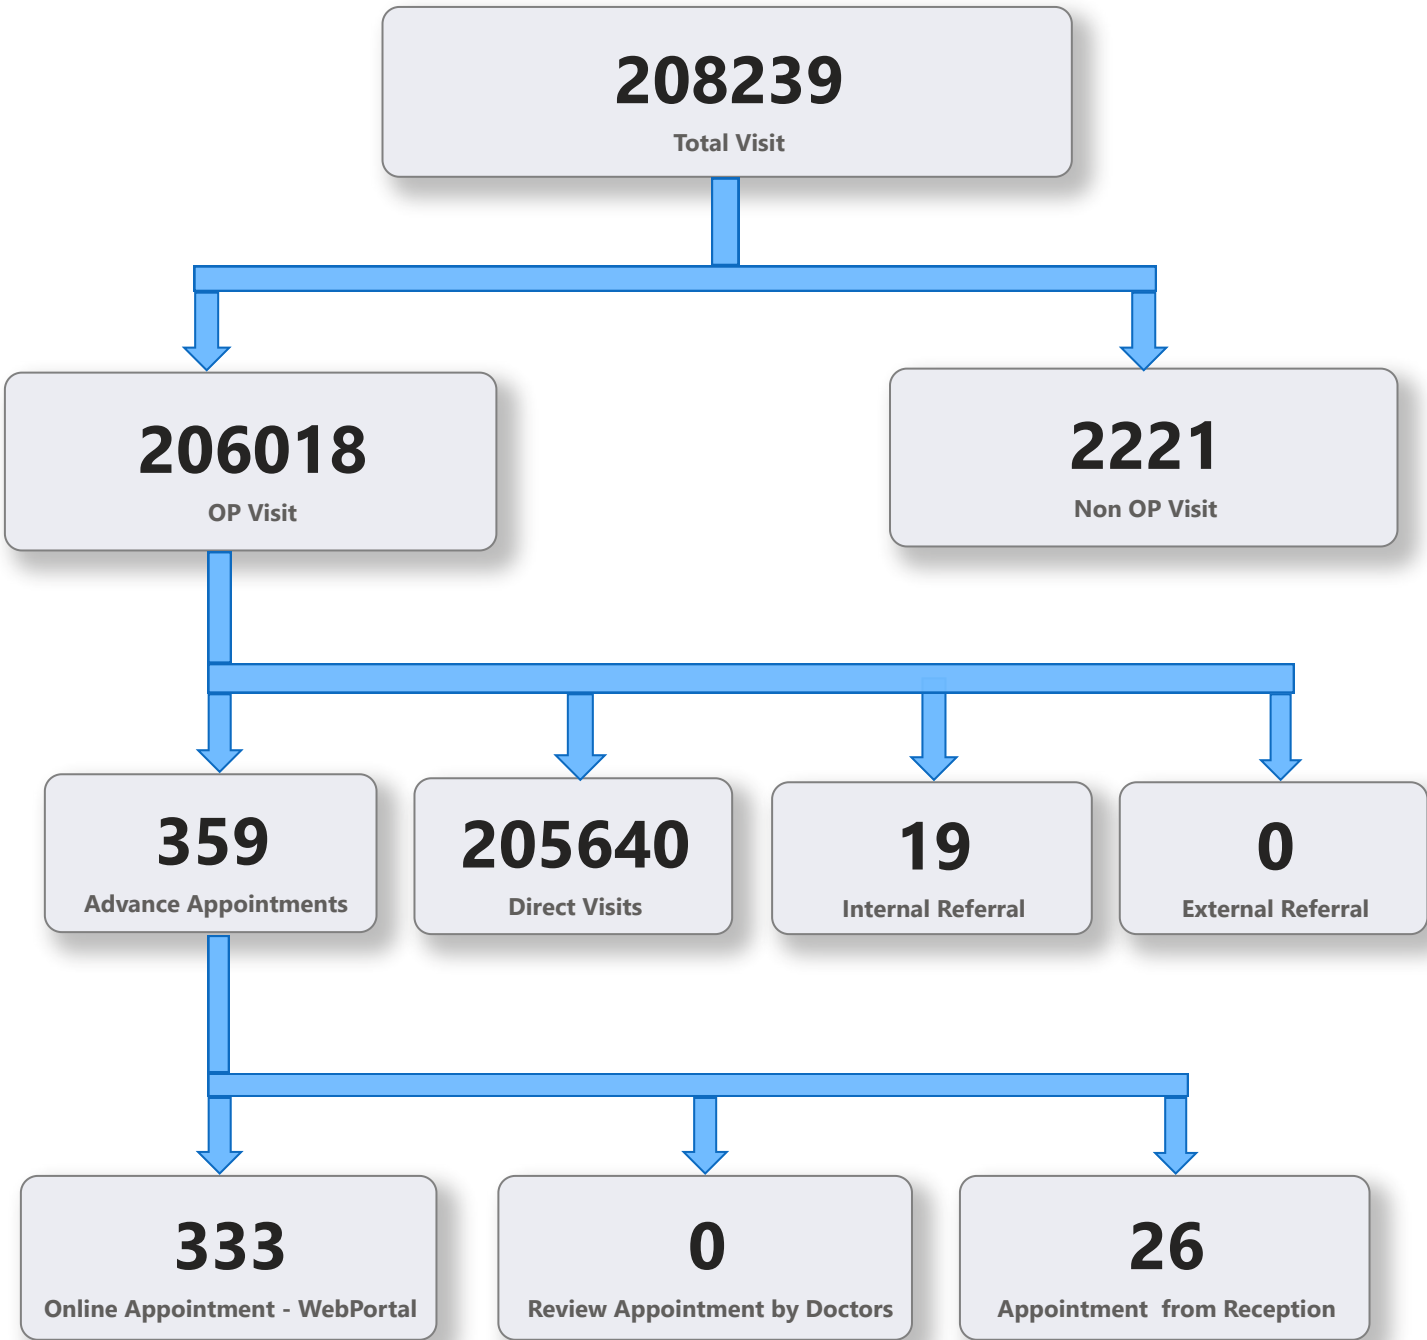 208239
Total Visit
206018
OP Visit
2221
Non OP Visit
359
Advance Appointments
205640
Direct Visits
19
Internal Referral
0
External Referral
333
Online Appointment - WebPortal
0
Review Appointment by Doctors
26
Appointment  from Reception